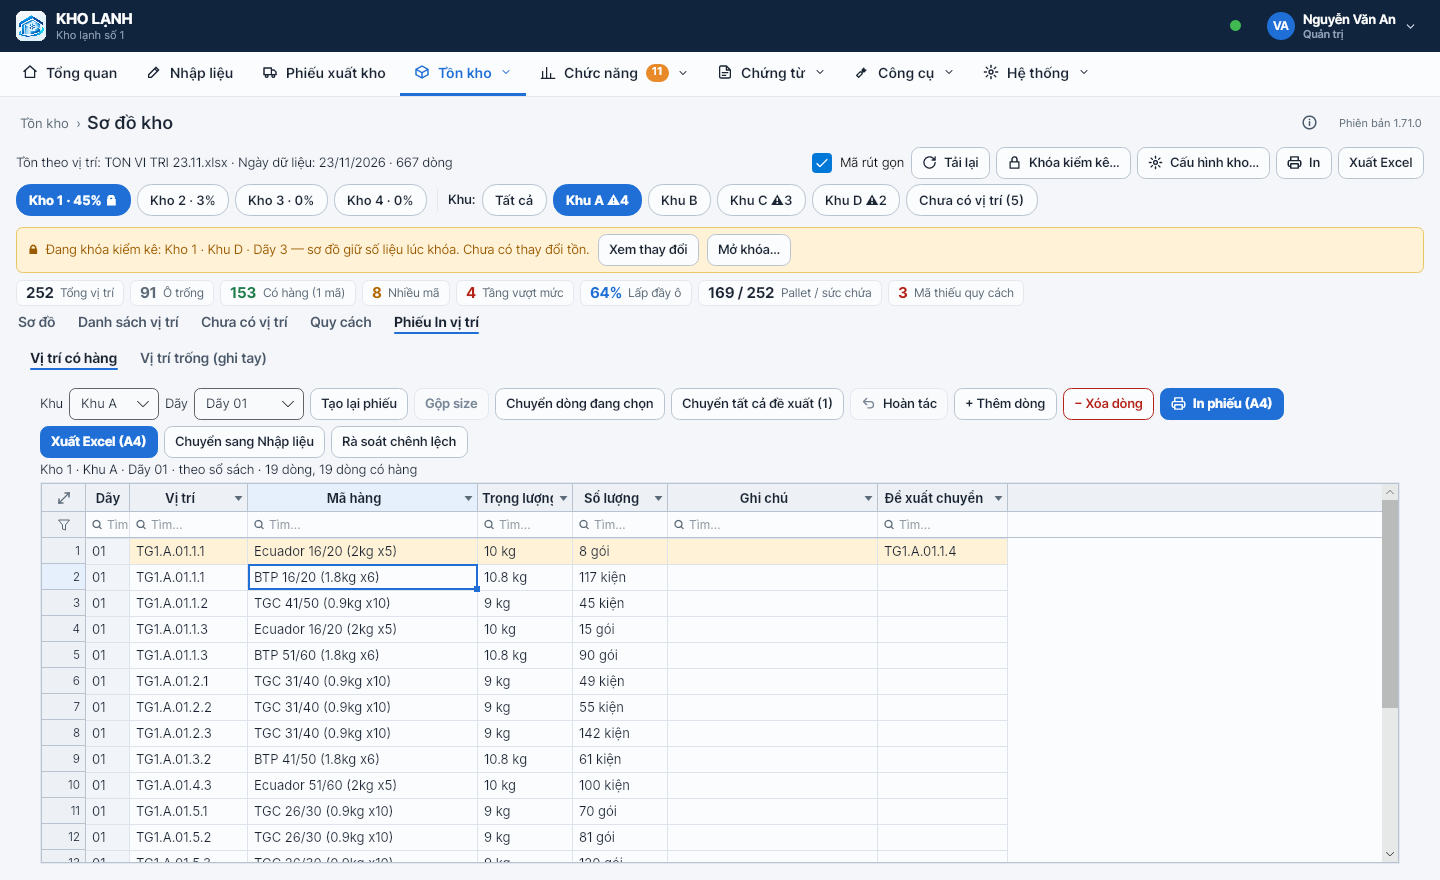 KHO LẠNH
Kho lạnh số 1
VA
Nguyễn Văn An
Quản trị
Tổng quan
Nhập liệu
Phiếu xuất kho
Tồn kho
Chức năng 11
Chứng từ
Công cụ
Hệ thống
Tồn kho › Sơ đồ kho
Phiên bản 1.71.0
Tồn theo vị trí: TON VI TRI 23.11.xlsx · Ngày dữ liệu: 23/11/2026 · 667 dòng
Mã rút gọn
Tải lại
Khóa kiểm kê...
Cấu hình kho...
In
Xuất Excel
Kho 1 · 45%
Kho 2 · 3%
Kho 3 · 0%
Kho 4 · 0%
Khu:
Tất cả
Khu A ⚠4
Khu B
Khu C ⚠3
Khu D ⚠2
Chưa có vị trí (5)
Đang khóa kiểm kê: Kho 1 · Khu D · Dãy 3 — sơ đồ giữ số liệu lúc khóa. Chưa có thay đổi tồn.
Xem thay đổi
Mở khóa...
252 Tổng vị trí
91 Ô trống
153 Có hàng (1 mã)
8 Nhiều mã
4 Tầng vượt mức
64% Lấp đầy ô
169 / 252 Pallet / sức chứa
3 Mã thiếu quy cách
Sơ đồ
Danh sách vị trí
Chưa có vị trí
Quy cách
Phiếu In vị trí
Vị trí có hàng
Vị trí trống (ghi tay)
Khu
Khu A
Dãy
Dãy 01
Tạo lại phiếu
Gộp size
Chuyển dòng đang chọn
Chuyển tất cả đề xuất (1)
Hoàn tác
+ Thêm dòng
− Xóa dòng
In phiếu (A4)
Xuất Excel (A4)
Chuyển sang Nhập liệu
Rà soát chênh lệch
Kho 1 · Khu A · Dãy 01 · theo sổ sách · 19 dòng, 19 dòng có hàng
Dãy Vị trí Mã hàng Trọng lượng Số lượng Ghi chú Đề xuất chuyển
Tìm Tìm... Tìm... Tìm... Tìm... Tìm... Tìm...
1 01 TG1.A.01.1.1 Ecuador 16/20 (2kg x5) 10 kg 8 gói TG1.A.01.1.4
2 01 TG1.A.01.1.1 BTP 16/20 (1.8kg x6) 10.8 kg 117 kiện
3 01 TG1.A.01.1.2 TGC 41/50 (0.9kg x10) 9 kg 45 kiện
4 01 TG1.A.01.1.3 Ecuador 16/20 (2kg x5) 10 kg 15 gói
5 01 TG1.A.01.1.3 BTP 51/60 (1.8kg x6) 10.8 kg 90 gói
6 01 TG1.A.01.2.1 TGC 31/40 (0.9kg x10) 9 kg 49 kiện
7 01 TG1.A.01.2.2 TGC 31/40 (0.9kg x10) 9 kg 55 kiện
8 01 TG1.A.01.2.3 TGC 31/40 (0.9kg x10) 9 kg 142 kiện
9 01 TG1.A.01.3.2 BTP 41/50 (1.8kg x6) 10.8 kg 61 kiện
10 01 TG1.A.01.4.3 Ecuador 51/60 (2kg x5) 10 kg 100 kiện
11 01 TG1.A.01.5.1 TGC 26/30 (0.9kg x10) 9 kg 70 gói
12 01 TG1.A.01.5.2 TGC 26/30 (0.9kg x10) 9 kg 81 gói
13 01 TG1.A.01.5.3 TGC 26/30 (0.9kg x10) 9 kg 120 gói